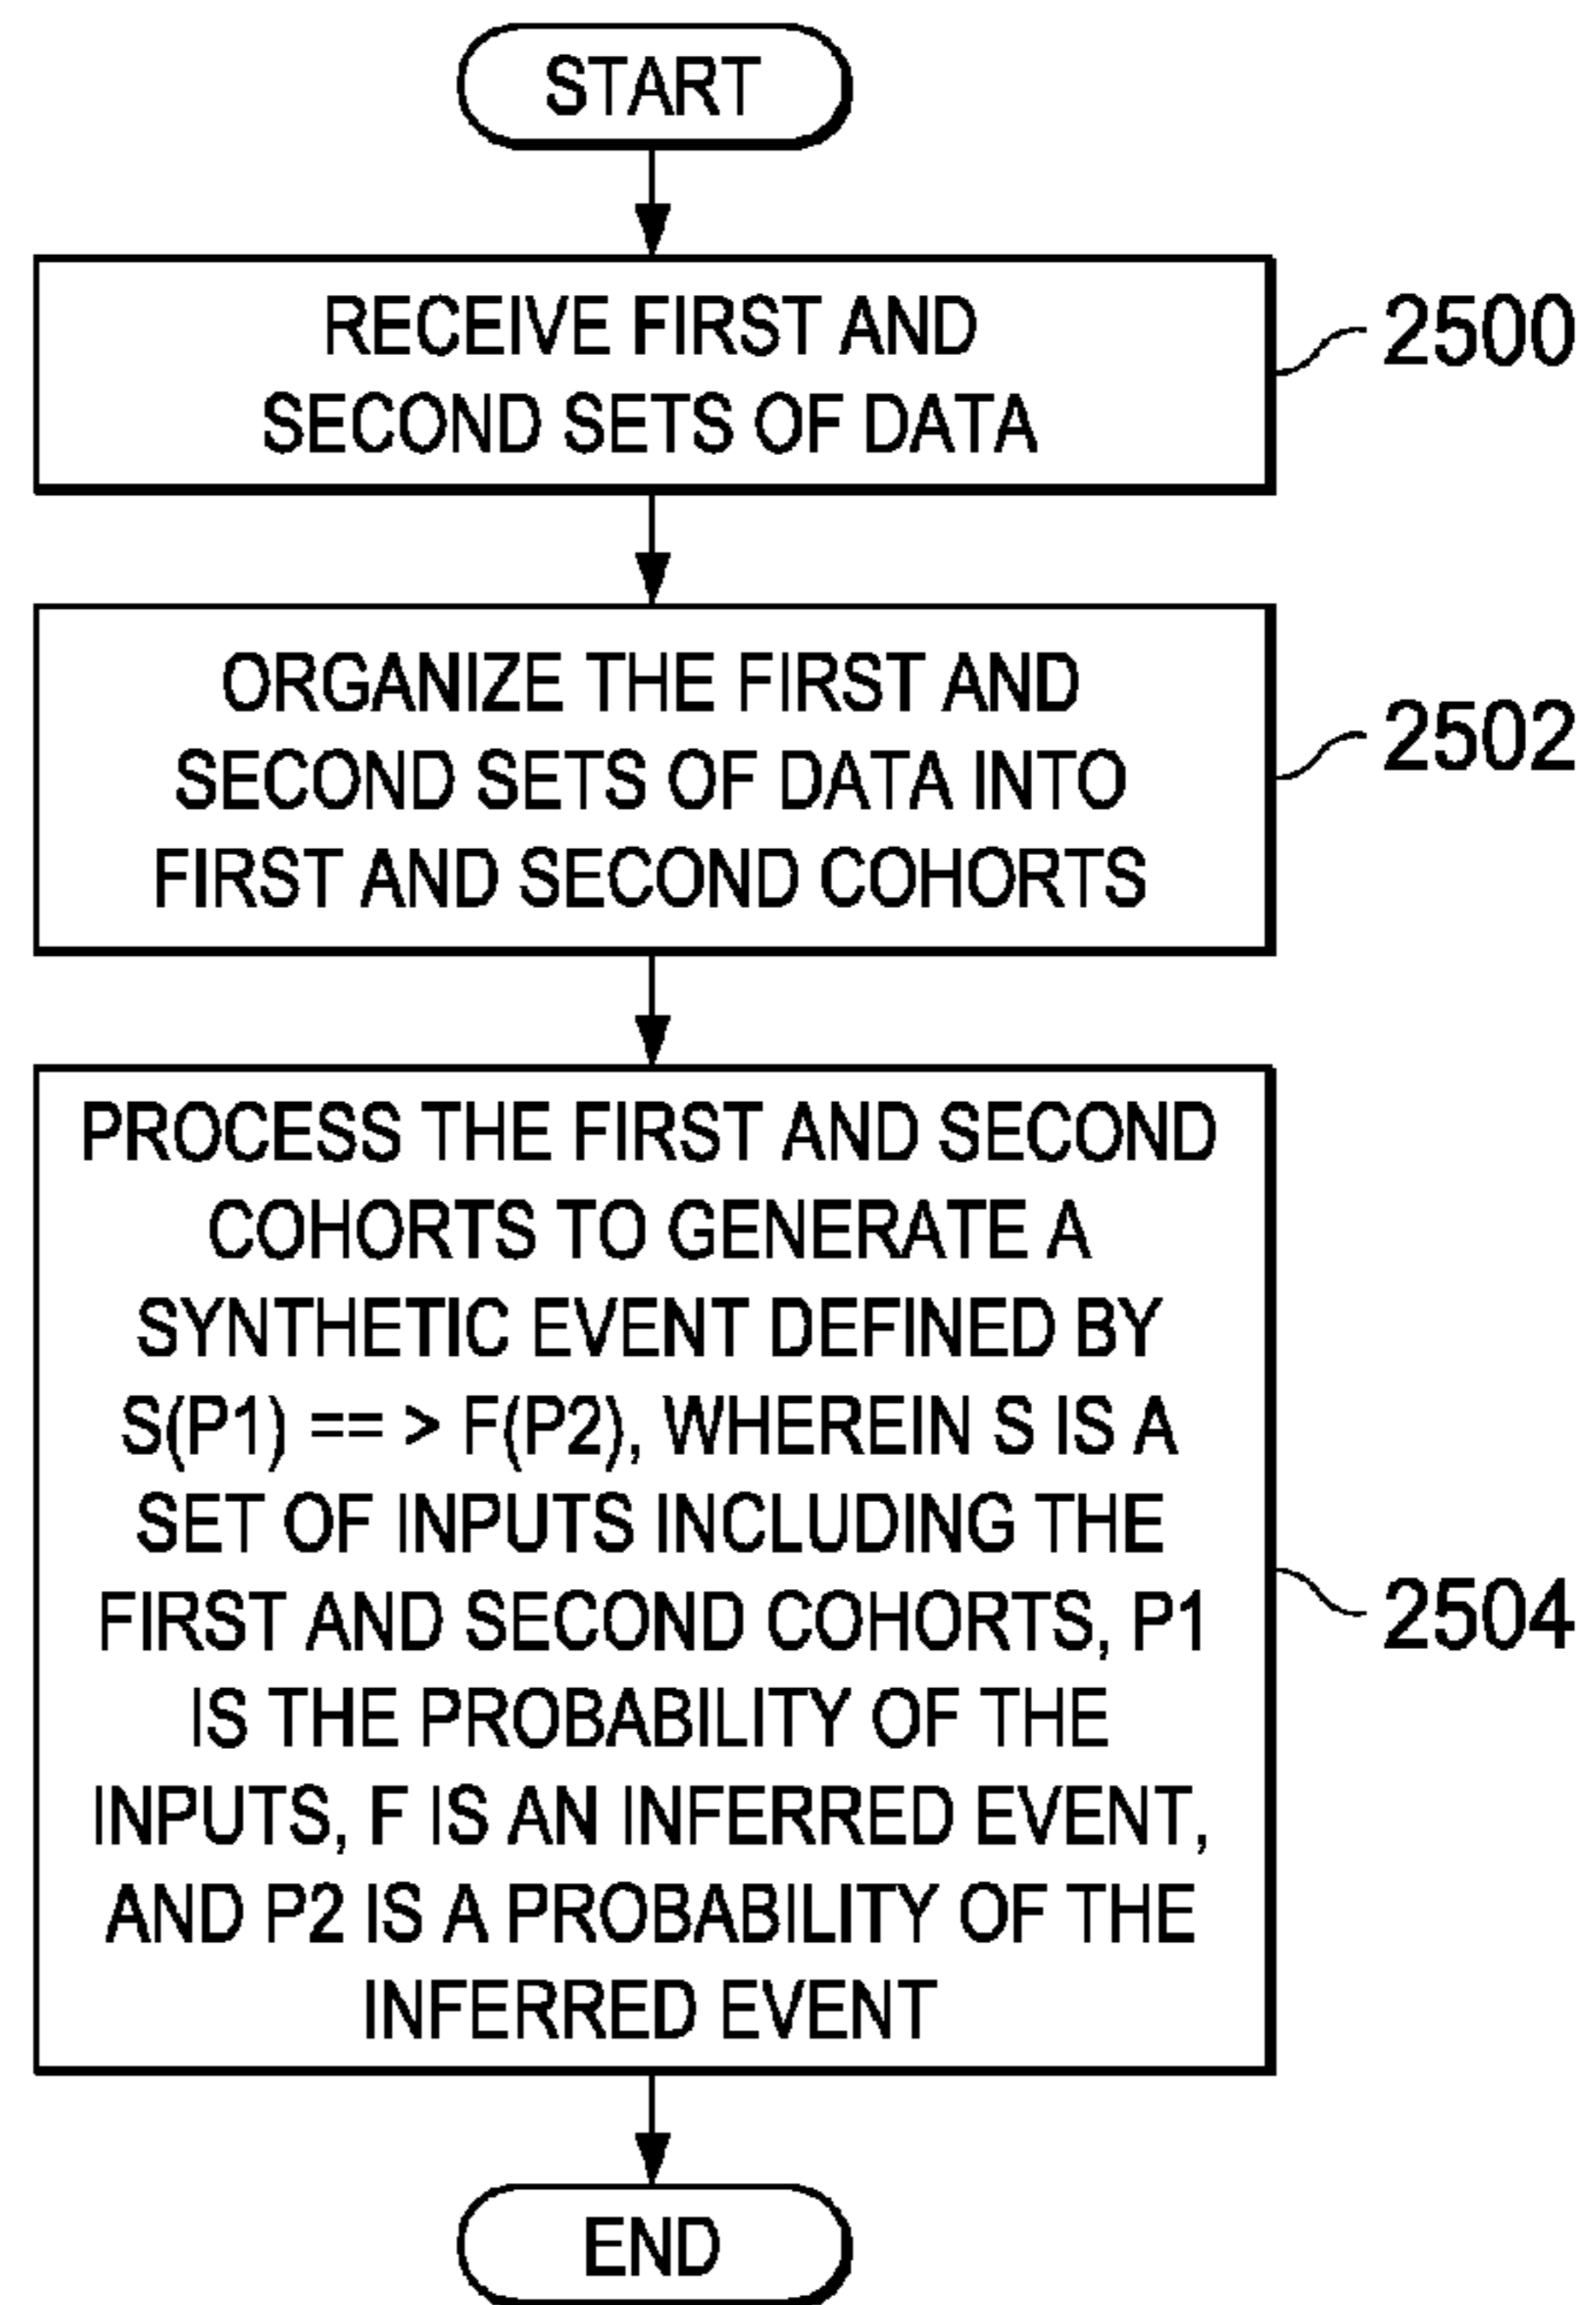 START
RECEIVE FIRST AND
SECOND SETS OF DATA
2500
ORGANIZE THE FIRST AND
SECOND SETS OF DATA INTO
FIRST AND SECOND COHORTS
2502
PROCESS THE FIRST AND SECOND
COHORTS TO GENERATE A
SYNTHETIC EVENT DEFINED BY
S(P1) == > F(P2), WHEREIN S IS A
SET OF INPUTS INCLUDING THE
FIRST AND SECOND COHORTS, P1
IS THE PROBABILITY OF THE
INPUTS, F IS AN INFERRED EVENT,
AND P2 IS A PROBABILITY OF THE
INFERRED EVENT
2504
END